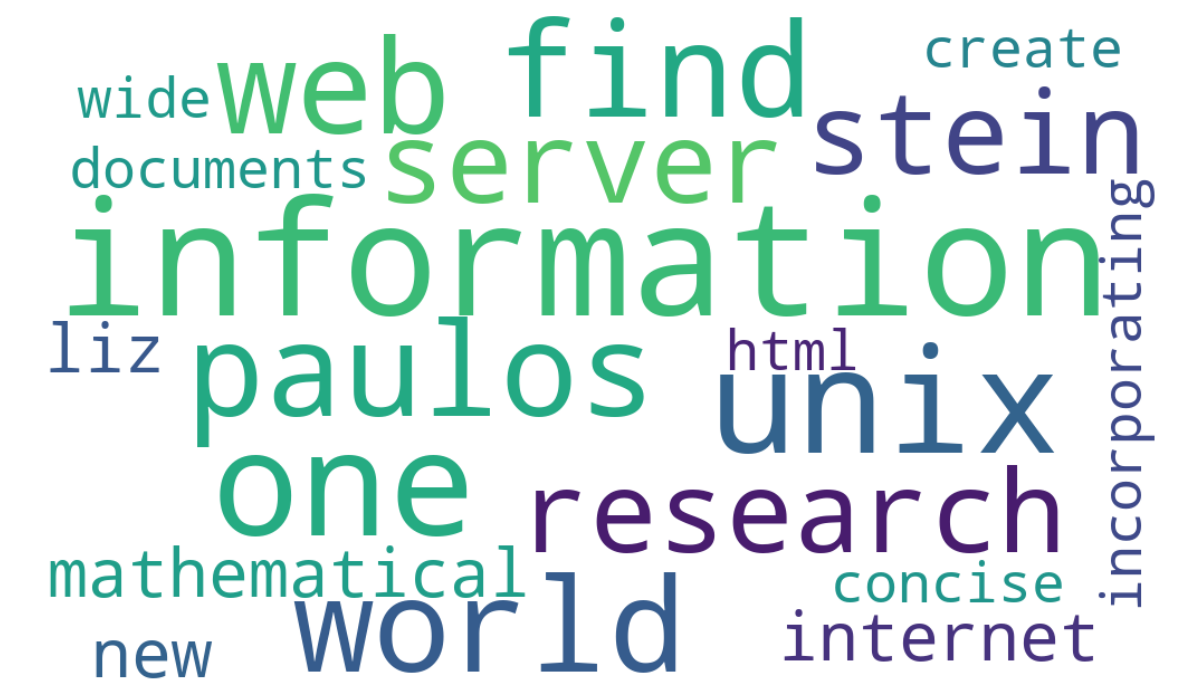 find
create
web
wide
stein
server
documents
incorporating
information
liz
paulos
html
unix
one
research
mathematical
concise
world
internet
new